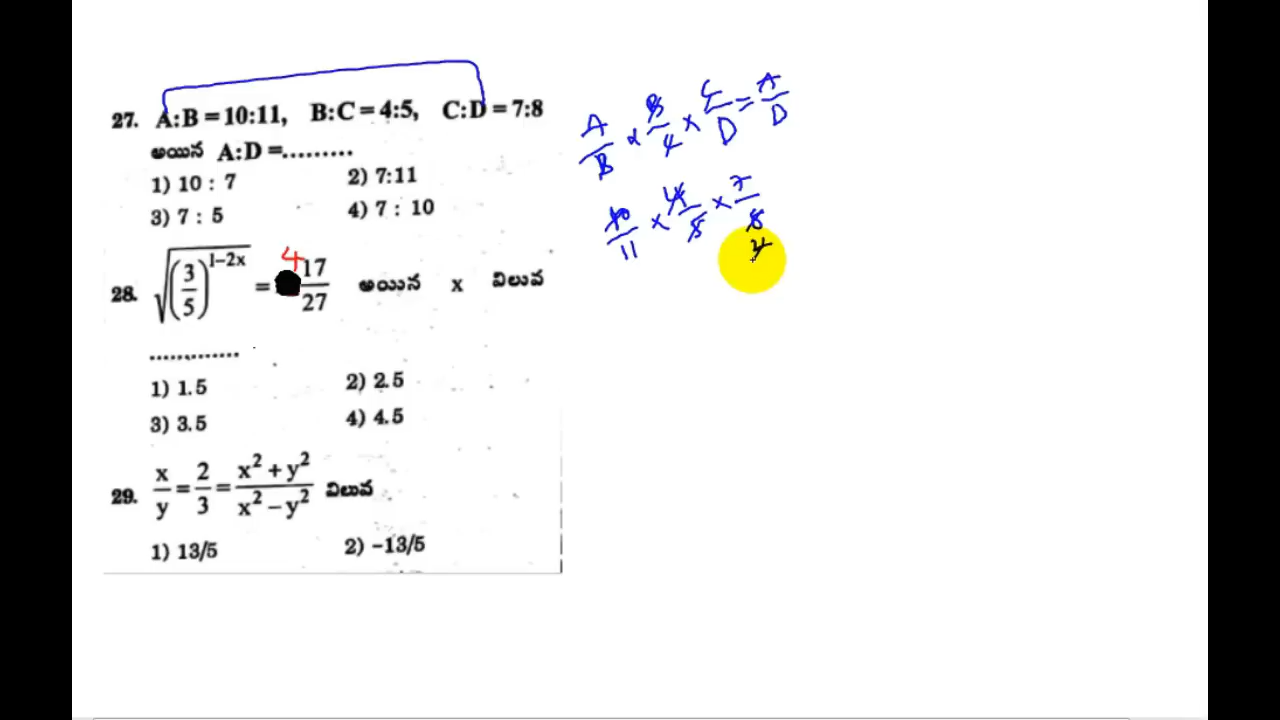 27. A:B=10:11, B:C=4:5, C:D=7:8
అయిన A:D=.........
1) 10 : 7 2) 7:11
3) 7 : 5 4) 7 : 10
28. √(3/5)^1-2x = 4 17/27 అయిన x విలువ
.............
1) 1.5 2) 2.5
3) 3.5 4) 4.5
29. x/y = 2/3 = x²+y²/x²−y² విలువ
1) 13/5 2) -13/5
A/B × B/4 × C/D = A/D
10/11 × 4/5 × 7/8